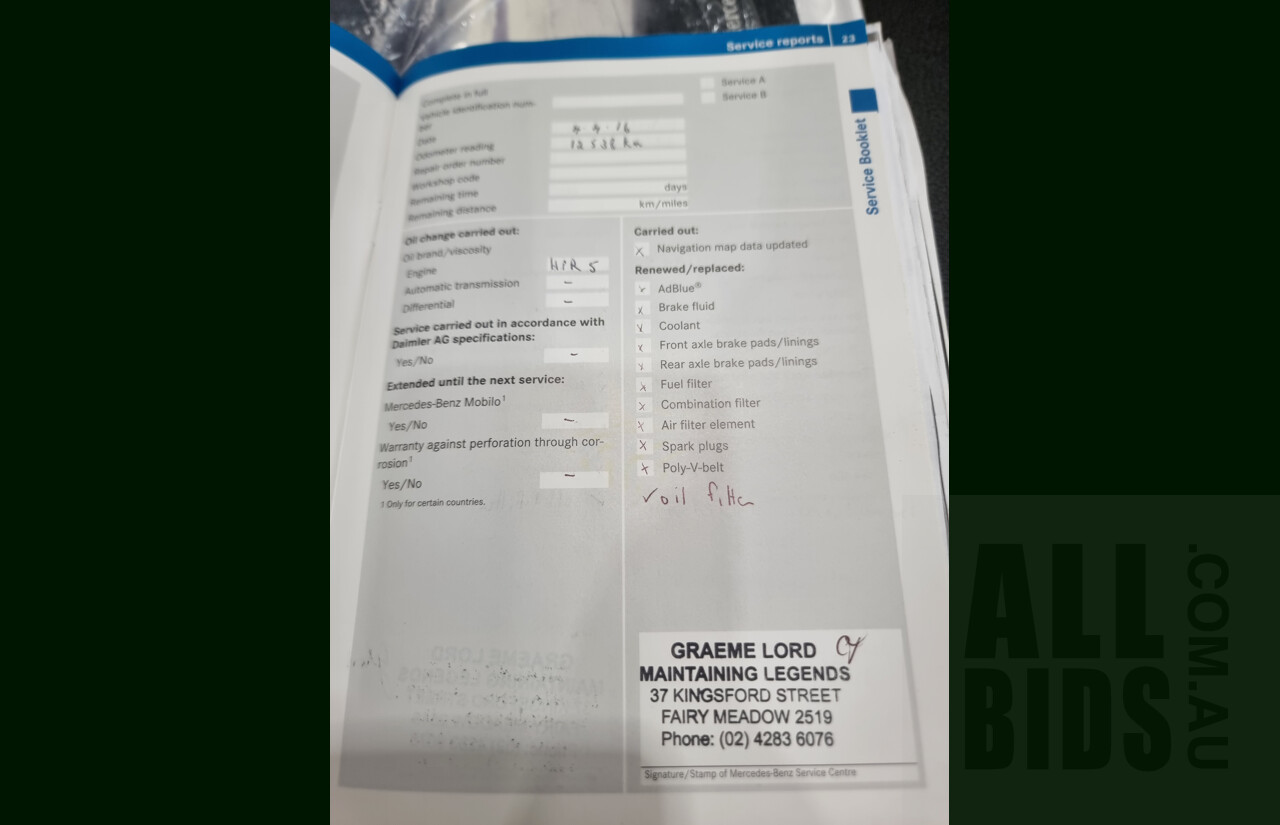 Service reports 23
Complete in full
Service A
Vehicle identification num-
ber
Service B
Date 4.4.16
Odometer reading
Repair order number
Workshop code
Remaining time days
Remaining distance km/miles
Service Booklet
Oil change carried out:
Oil brand/viscosity
Engine HPR 5
Automatic transmission -
Differential -
Service carried out in accordance with
Daimler AG specifications:
Yes/No -
Extended until the next service:
Mercedes-Benz Mobilo1
Yes/No -
Warranty against perforation through cor-
rosion1
Yes/No -
1 Only for certain countries.
Carried out:
x Navigation map data updated
Renewed/replaced:
x AdBlue®
x Brake fluid
x Coolant
x Front axle brake pads/linings
x Rear axle brake pads/linings
x Fuel filter
x Combination filter
x Air filter element
x Spark plugs
x Poly-V-belt
✓ oil filter
GRAEME LORD
MAINTAINING LEGENDS
37 KINGSFORD STREET
FAIRY MEADOW 2519
Phone: (02) 4283 6076
Signature/Stamp of Mercedes-Benz Service Centre
ALL
BIDS
.COM.AU